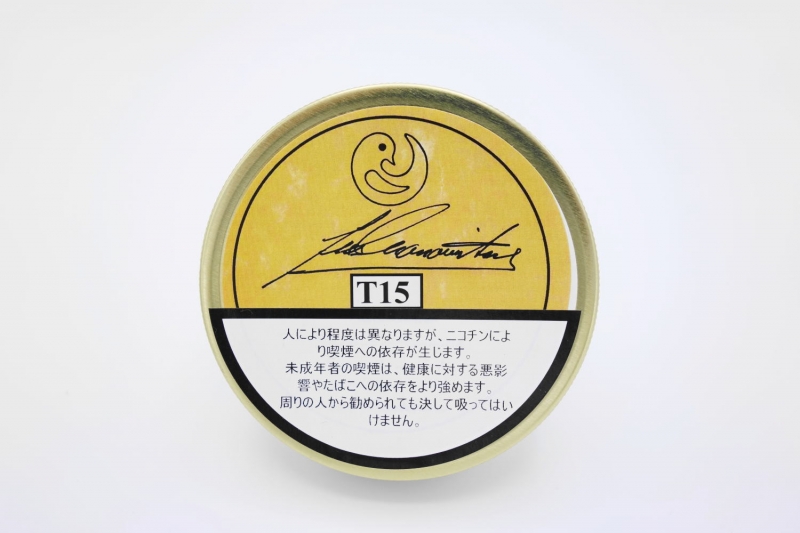 T15
人により程度は異なりますが、ニコチンによ
り喫煙への依存が生じます。
未成年者の喫煙は、健康に対する悪影
響やたばこへの依存をより強めます。
周りの人から勧められても決して吸ってはい
けません。